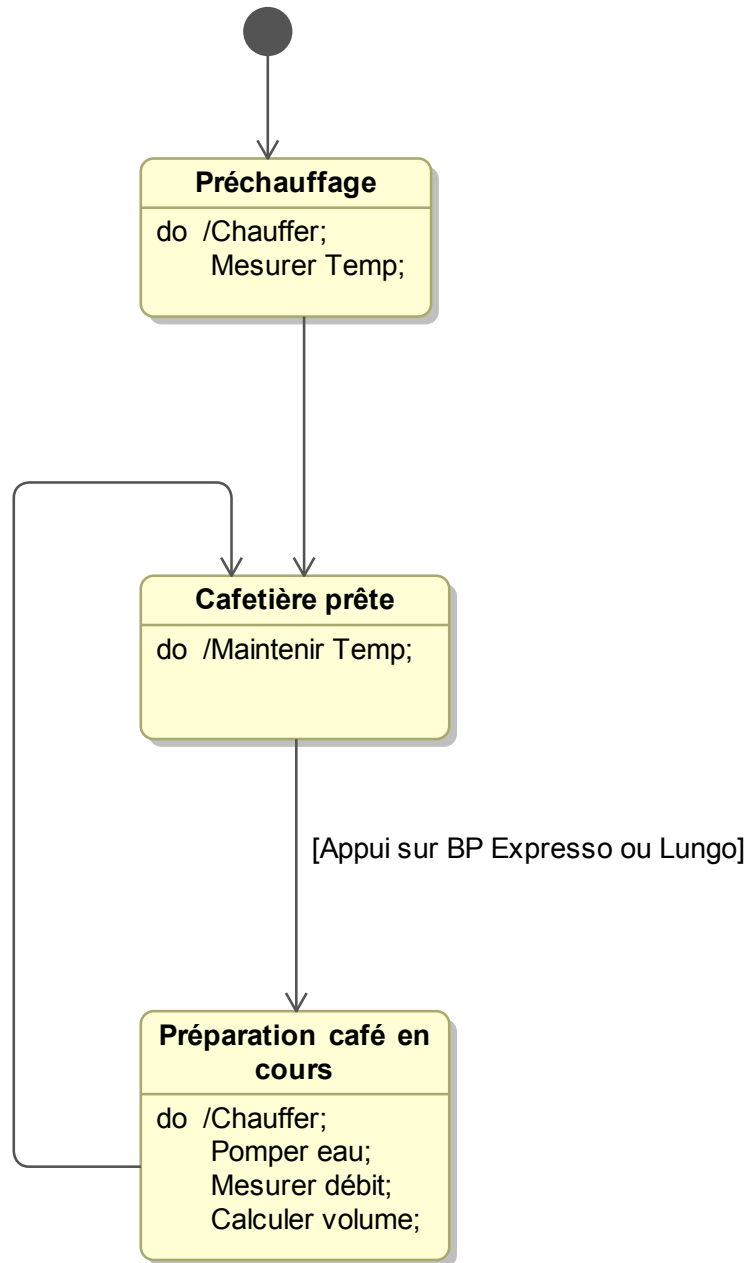 Préchauffage
do /Chauffer;
Mesurer Temp;
Cafetière prête
do /Maintenir Temp;
[Appui sur BP Expresso ou Lungo]
Préparation café en
cours
do /Chauffer;
Pomper eau;
Mesurer débit;
Calculer volume;